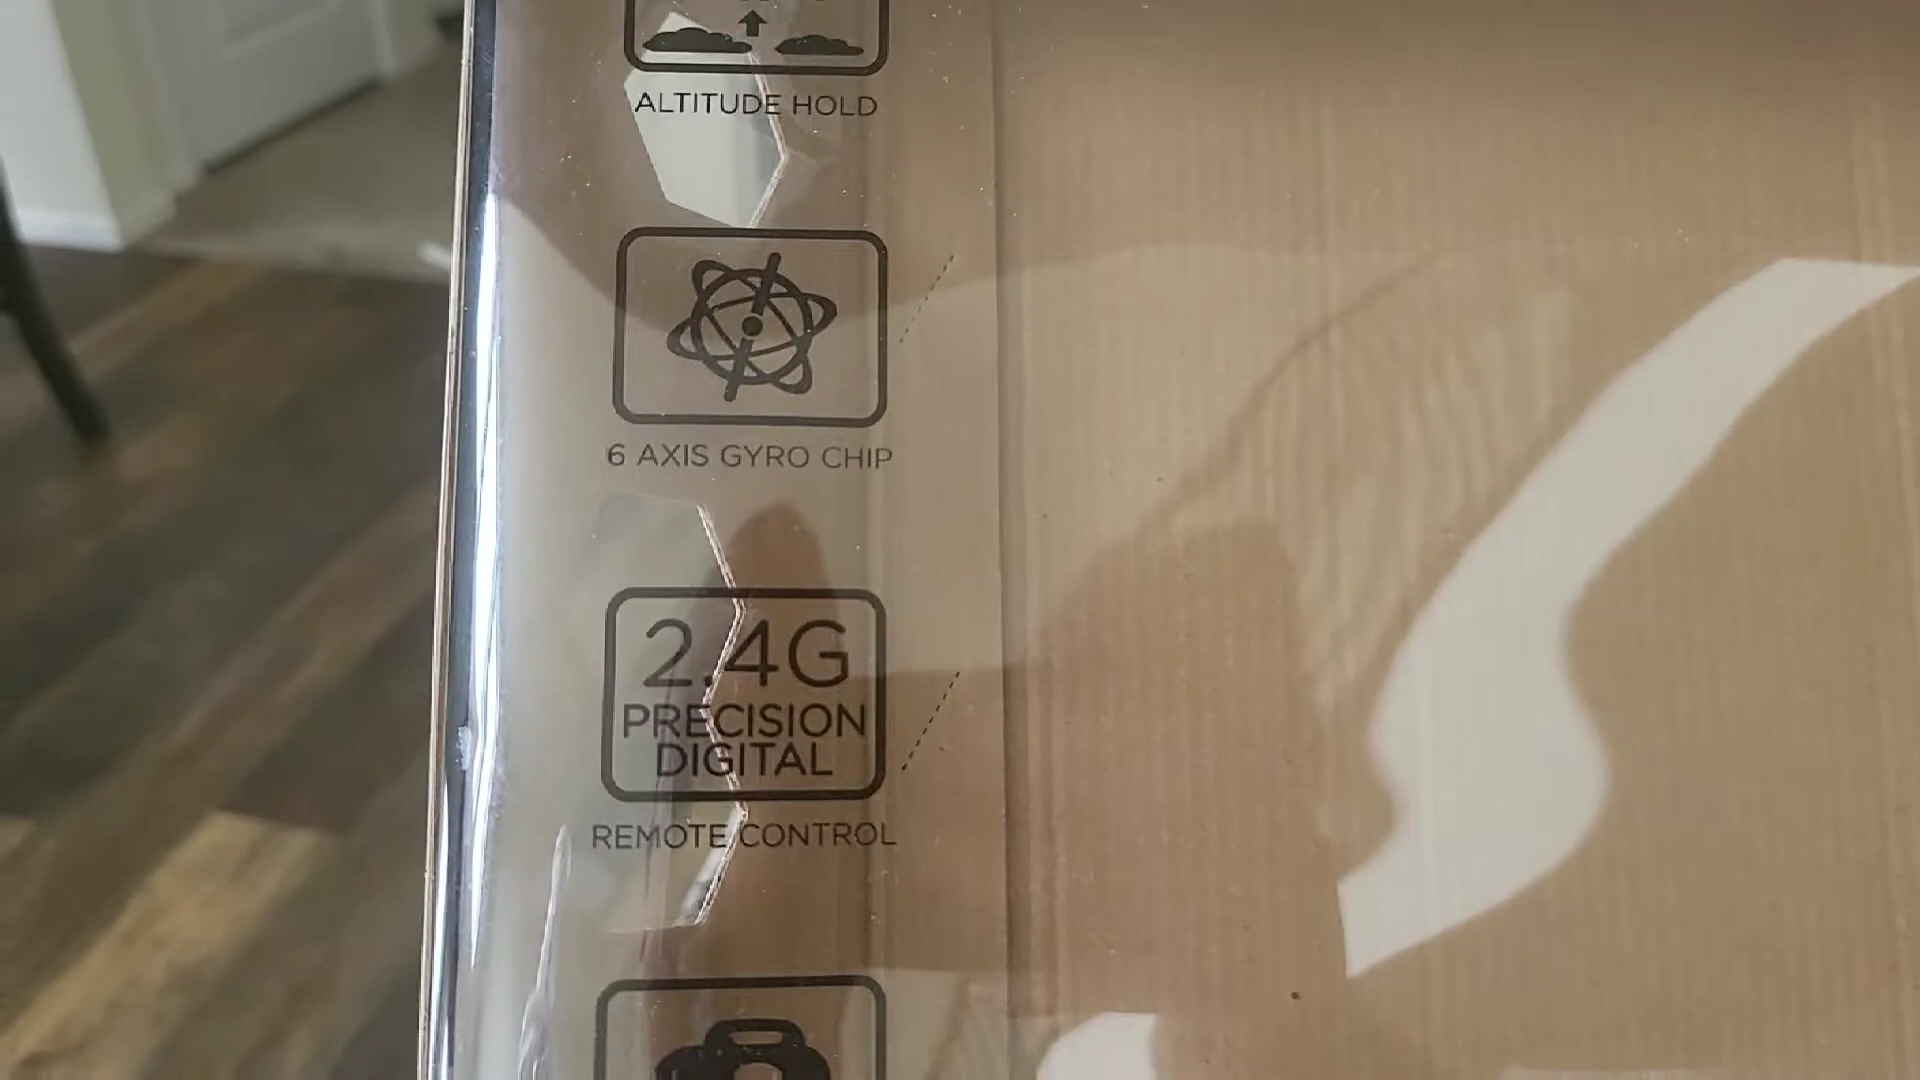 ALTITUDE HOLD
6 AXIS GYRO CHIP
2.4G
PRECISION
DIGITAL
REMOTE CONTROL